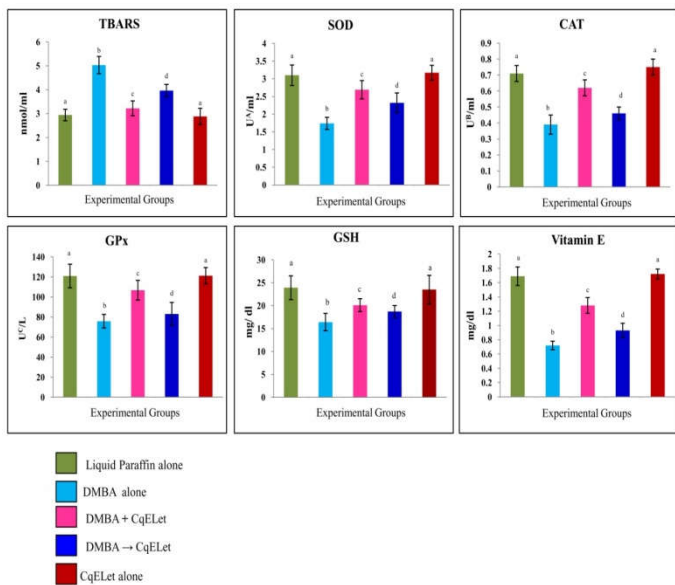 TBARS
nmol/ml
6
5
4
3
2
1
0
a
b
c
d
a
Experimental Groups
SOD
Uᴬ/ml
4
3.5
3
2.5
2
1.5
1
0.5
0
a
b
c
d
a
Experimental Groups
CAT
Uᴮ/ml
0.9
0.8
0.7
0.6
0.5
0.4
0.3
0.2
0.1
0
a
b
c
d
a
Experimental Groups
GPx
Uᶜ/L
140
120
100
80
60
40
20
0
a
b
c
d
a
Experimental Groups
GSH
mg/ dl
30
25
20
15
10
5
0
a
b
c
d
a
Experimental Groups
Vitamin E
mg/dl
2
1.8
1.6
1.4
1.2
1
0.8
0.6
0.4
0.2
0
a
b
c
d
a
Experimental Groups
Liquid Paraffin alone
DMBA alone
DMBA + CqELet
DMBA → CqELet
CqELet alone